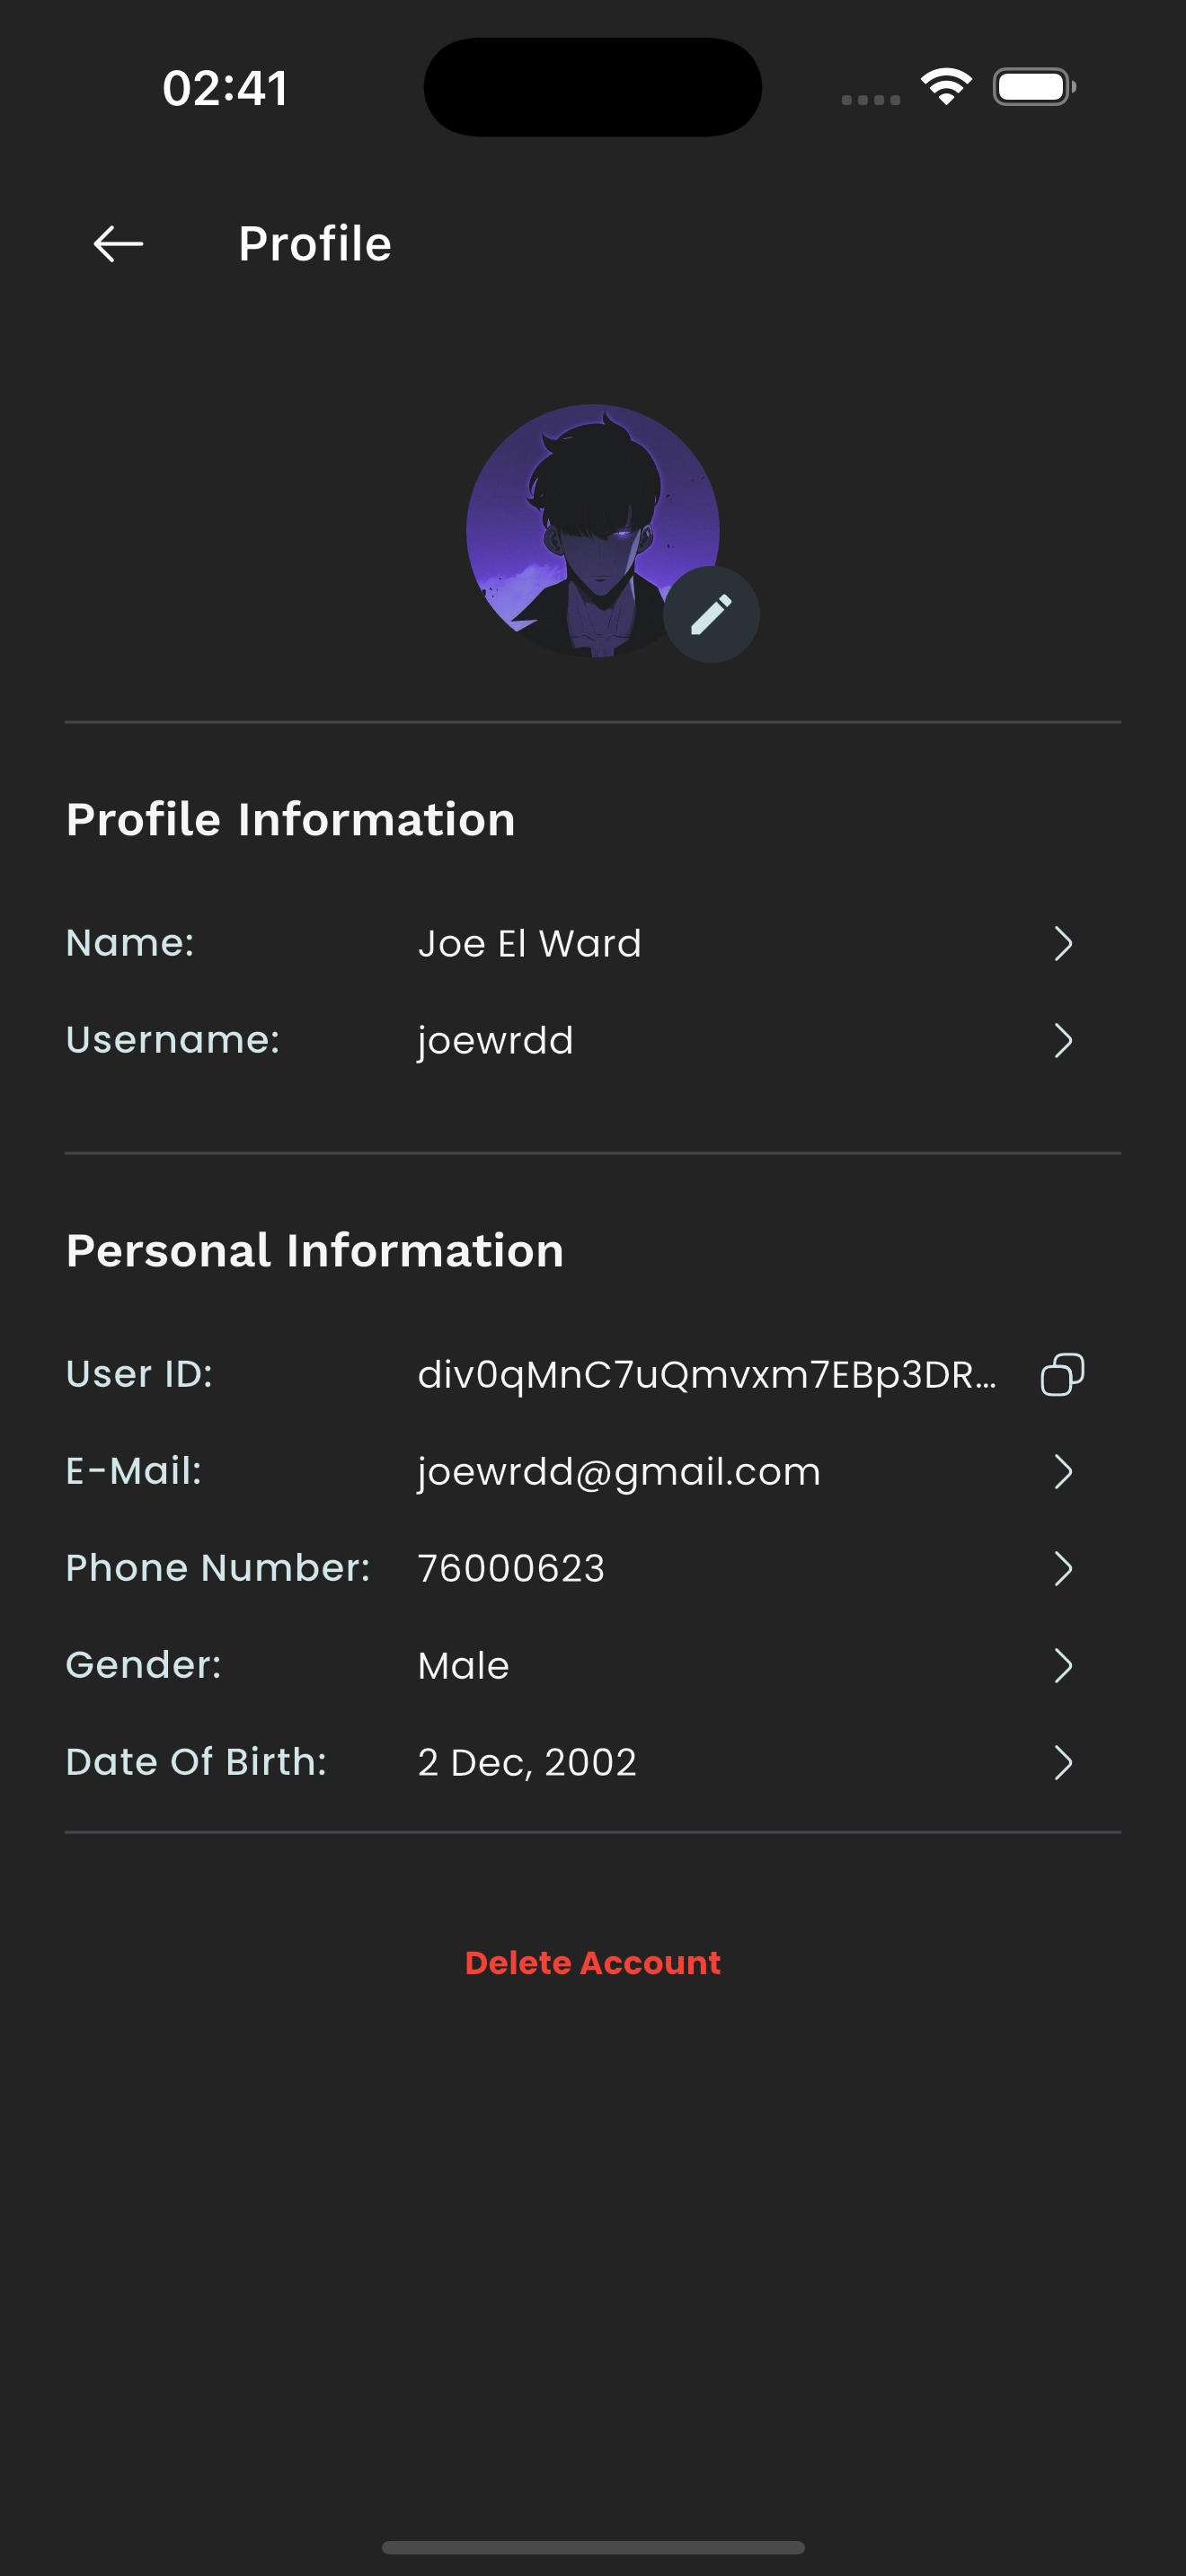 02:41
Profile
Profile Information
Name: Joe El Ward
Username: joewrdd
Personal Information
User ID: div0qMnC7uQmvxm7EBp3DR...
E-Mail: joewrdd@gmail.com
Phone Number: 76000623
Gender: Male
Date Of Birth: 2 Dec, 2002
Delete Account